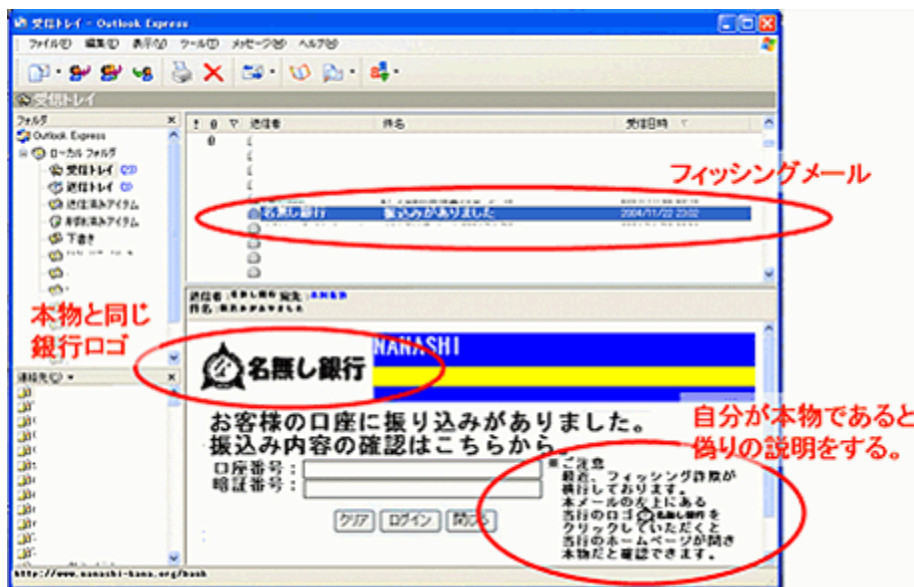 受信トレイ - Outlook Express
ファイル(F) 編集(E) 表示(V) ツール(T) メッセージ(M) ヘルプ(H)
受信トレイ
フォルダ
! 送信者 件名 受信日時
Outlook Express
ローカル フォルダ
受信トレイ
送信トレイ
送信済みアイテム
削除済みアイテム
下書き
フィッシングメール
名無し銀行 振込みがありました 2004/11/22 23:02
送信者: 宛先:
件名:
本物と同じ
銀行ロゴ
連絡先(C)
NANASHI
名無し銀行
お客様の口座に振り込みがありました。
振込み内容の確認はこちらから。
口座番号:
暗証番号:
クリア ログイン 閉じる
自分が本物であると
偽りの説明をする。
※ご注意
最近、フィッシング詐欺が
横行しております。
本メールの左上にある
当行のロゴ 名無し銀行 を
クリックしていただくと
当行のホームページが開き
本物だと確認できます。